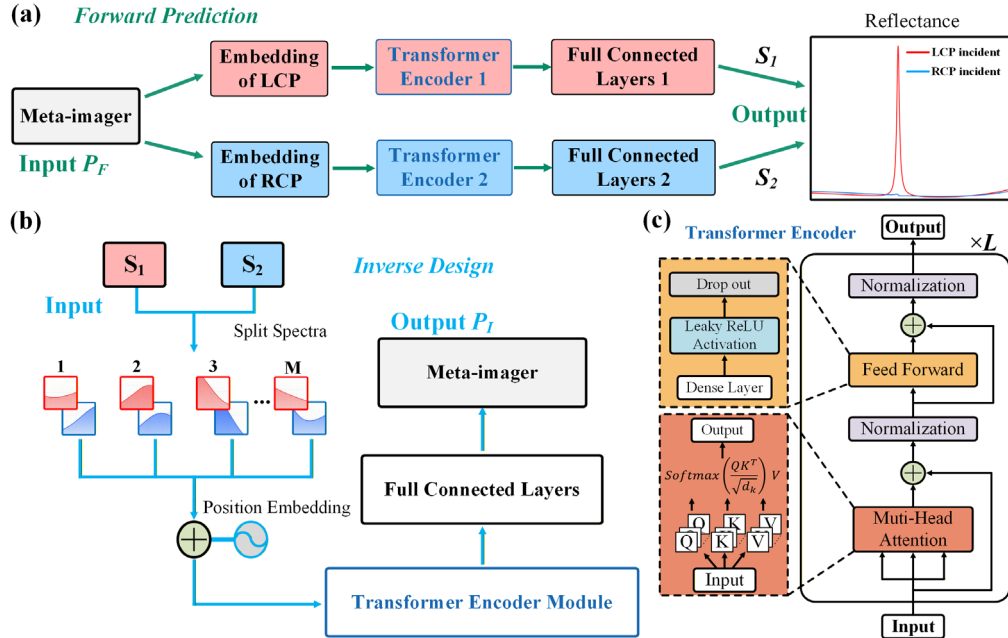 (a)
Forward Prediction
Meta-imager
Input P_F
Embedding
of LCP
Transformer
Encoder 1
Full Connected
Layers 1
S₁
Embedding
of RCP
Transformer
Encoder 2
Full Connected
Layers 2
S₂
Output
Reflectance
LCP incident
RCP incident
(b)
S₁
S₂
Input
Split Spectra
1
2
3
...
M
Position Embedding
Inverse Design
Output P_I
Meta-imager
Full Connected Layers
Transformer Encoder Module
(c)
Transformer Encoder
Drop out
Leaky ReLU
Activation
Dense Layer
Output
Softmax(QKᵀ/√dₖ) V
Q K V
Q K V
Input
Output
×L
Normalization
Feed Forward
Normalization
Muti-Head
Attention
Input